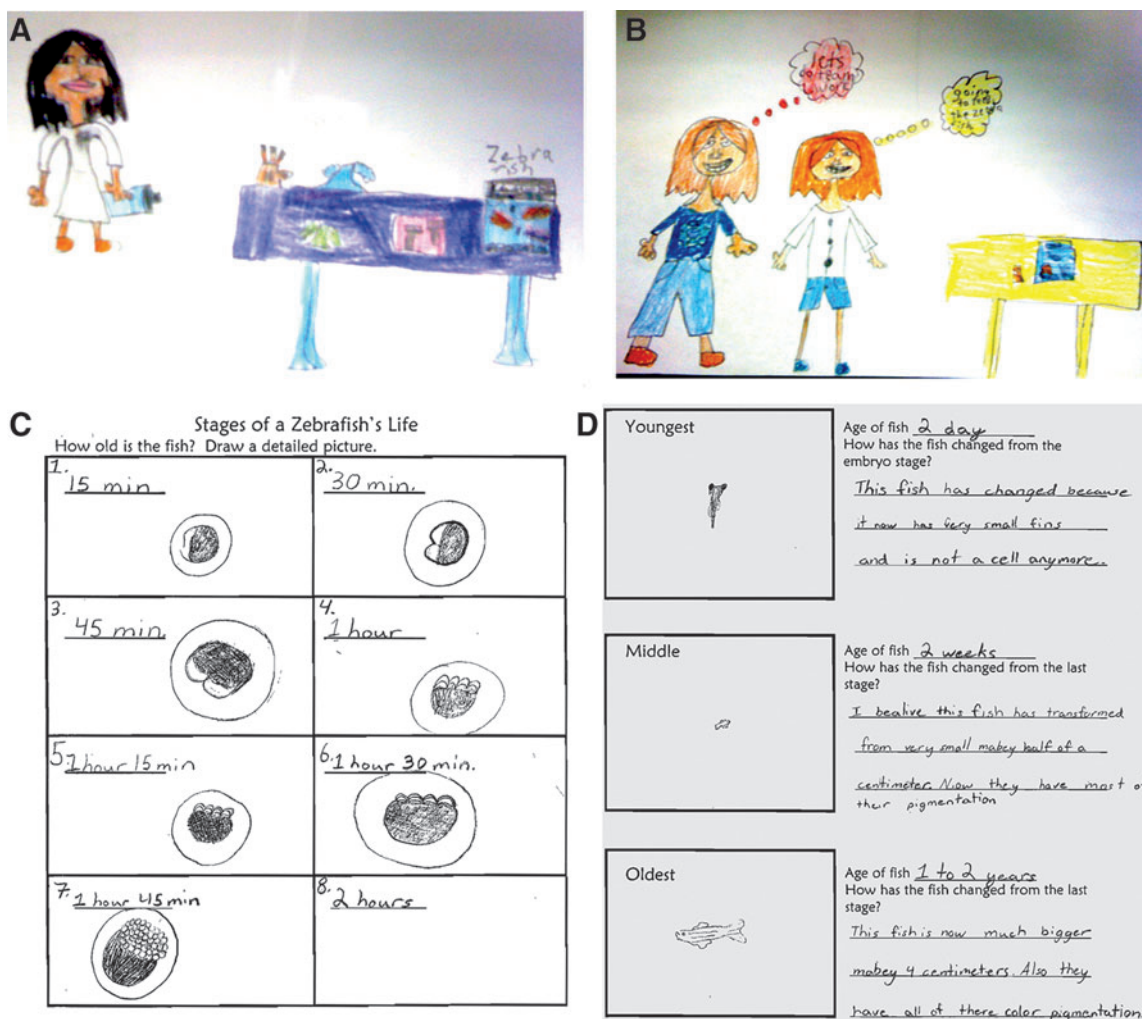 A
Zebra
fish
B
lets
do team
work
going
to feed
the zebra
fish
C
Stages of a Zebrafish's Life
How old is the fish? Draw a detailed picture.
1.
15 min
2.
30 min.
3.
45 min.
4.
1 hour
5.
1 hour 15 min
6.
1 hour 30 min.
7.
1 hour 45 min
8.
2 hours
D
Youngest
Age of fish 2 day
How has the fish changed from the
embryo stage?
This fish has changed because
it now has very small fins
and is not a cell anymore..
Middle
Age of fish 2 weeks
How has the fish changed from the last
stage?
I bealive this fish has transformed
from very small mabey half of a
centimeter. Now they have most of
their pigmentation
Oldest
Age of fish 1 to 2 years
How has the fish changed from the last
stage?
This fish is now much bigger
mabey 4 centimeters. Also they
have all of there color pigmentation